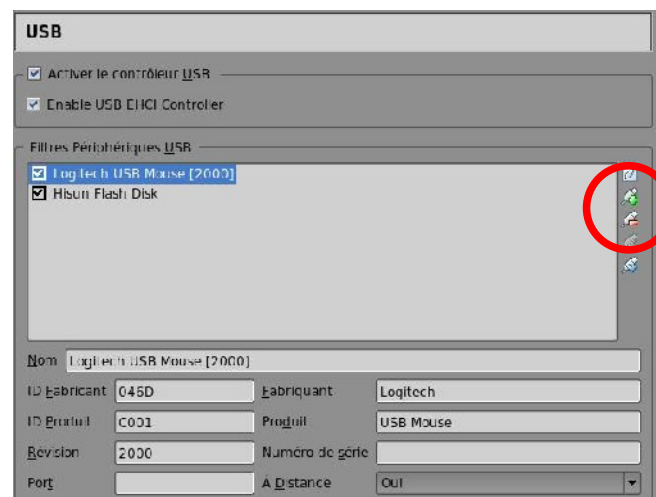 USB
Activer le contrôleur USB
Enable USB EHCI Controller
Filtres Périphériques USB
Logitech USB Mouse [2000]
Hisun Flash Disk
Nom Logitech USB Mouse [2000]
ID Fabricant 046D Fabriquant Logitech
ID Produit C001 Produit USB Mouse
Révision 2000 Numéro de série
Port À Distance Oui